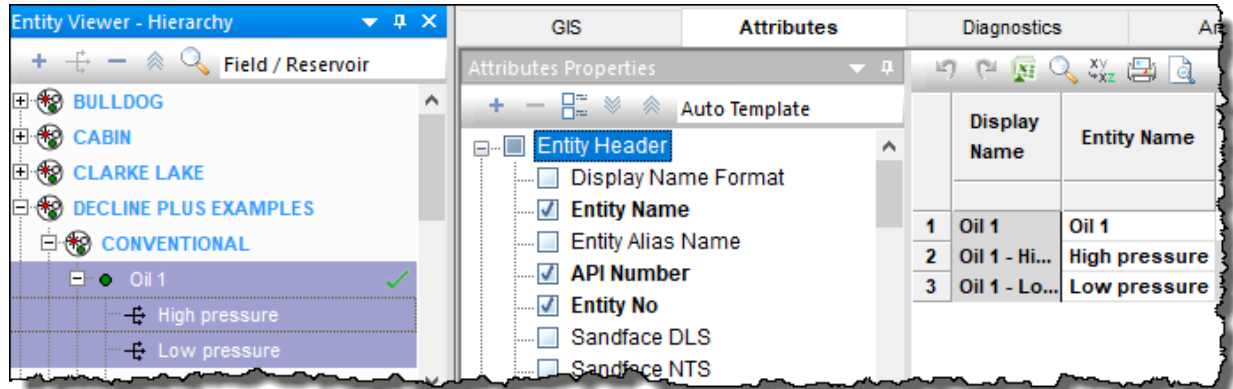 Entity Viewer - Hierarchy
Field / Reservoir
BULLDOG
CABIN
CLARKE LAKE
DECLINE PLUS EXAMPLES
CONVENTIONAL
Oil 1
High pressure
Low pressure
GIS
Attributes
Diagnostics
Attributes Properties
Auto Template
Entity Header
Display Name Format
Entity Name
Entity Alias Name
API Number
Entity No
Sandface DLS
Sandface NTS
XY
XZ
Display
Name
Entity Name
1 Oil 1 Oil 1
2 Oil 1 - Hi... High pressure
3 Oil 1 - Lo... Low pressure